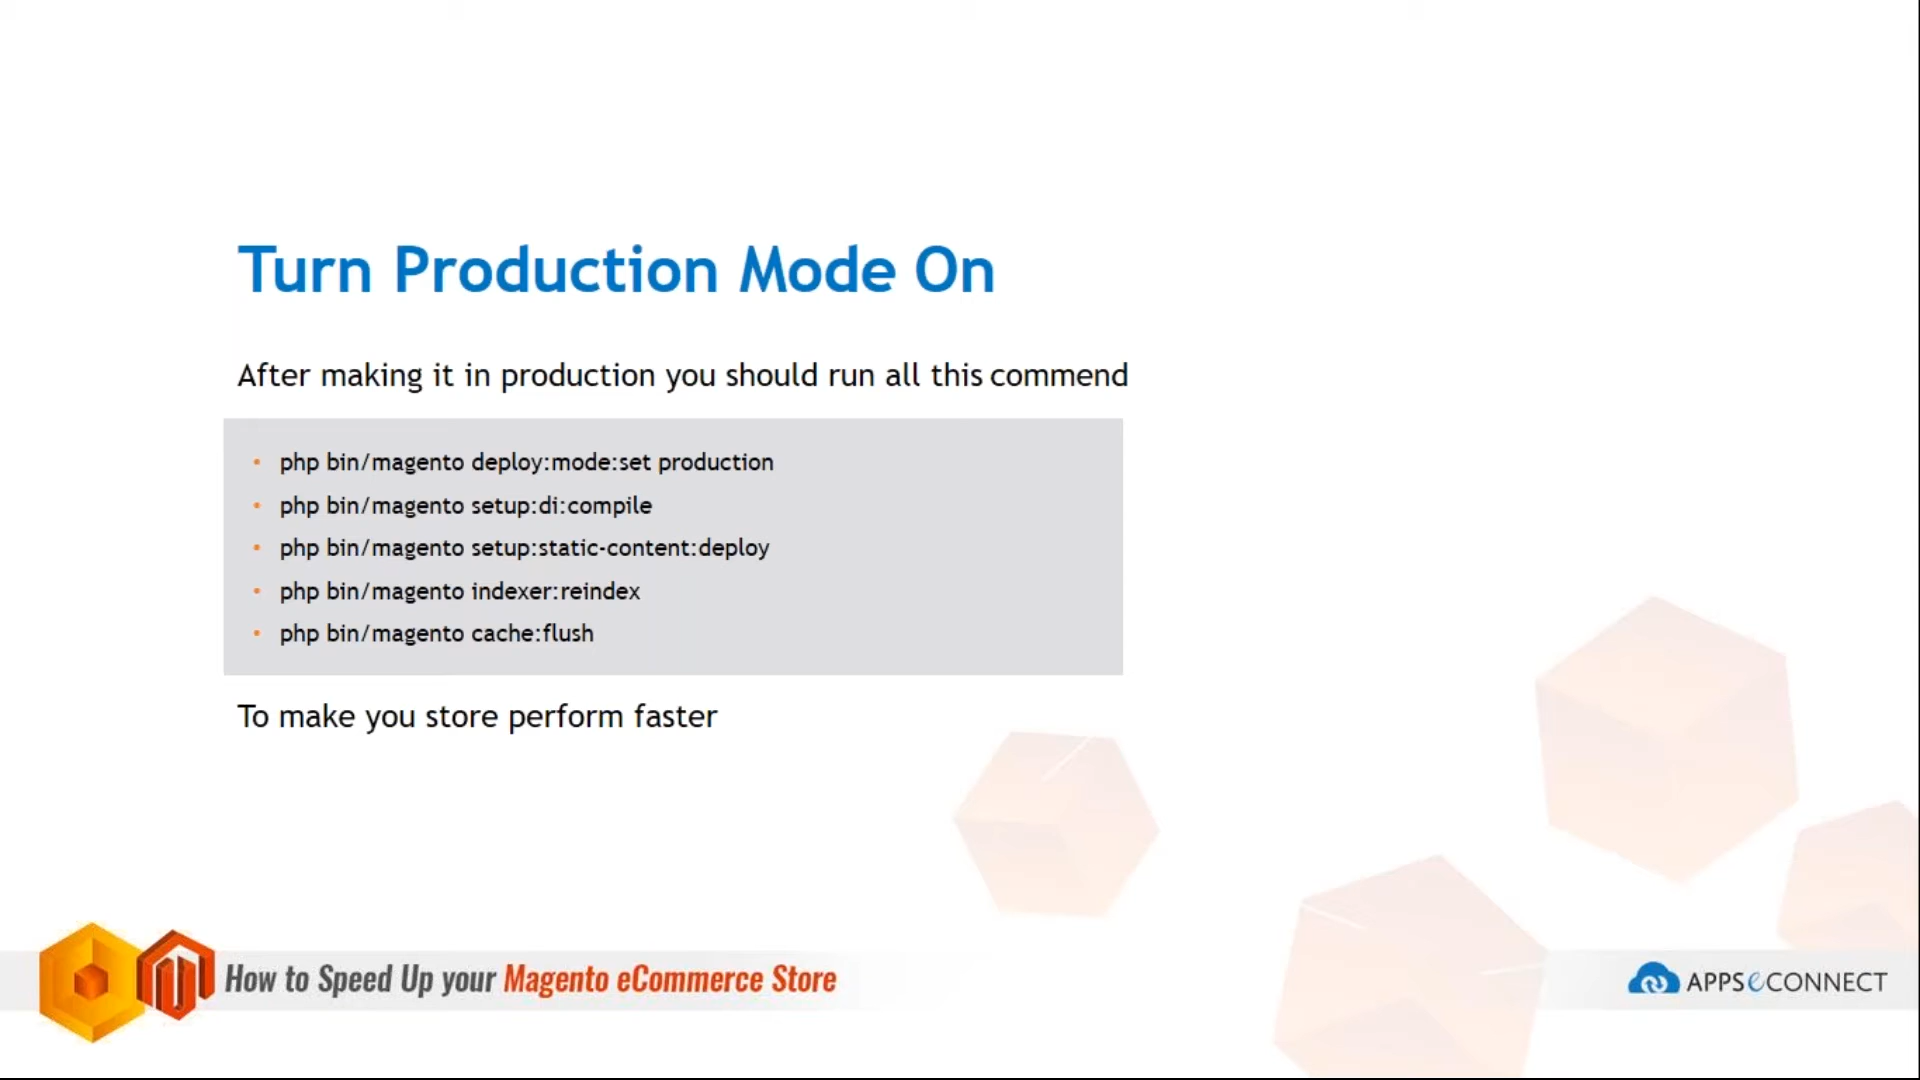 Turn Production Mode On
After making it in production you should run all this commend
• php bin/magento deploy:mode:set production
• php bin/magento setup:di:compile
• php bin/magento setup:static-content:deploy
• php bin/magento indexer:reindex
• php bin/magento cache:flush
To make you store perform faster
How to Speed Up your Magento eCommerce Store
APPSeCONNECT